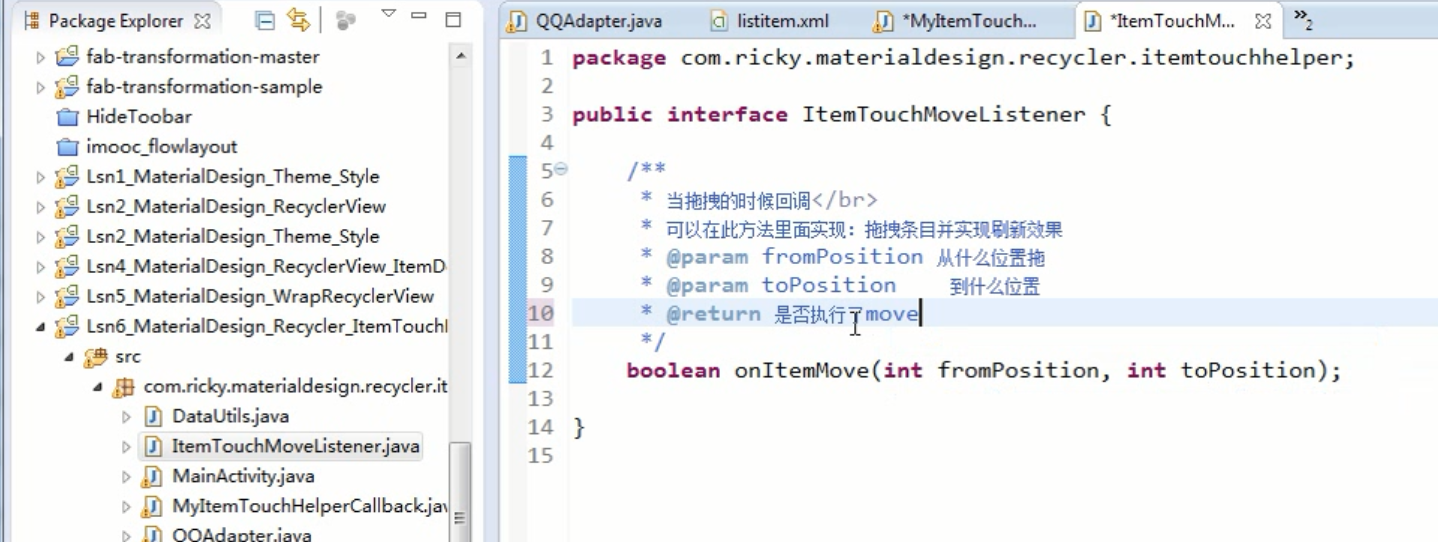 Package Explorer
fab-transformation-master
fab-transformation-sample
HideToobar
imooc_flowlayout
Lsn1_MaterialDesign_Theme_Style
Lsn2_MaterialDesign_RecyclerView
Lsn2_MaterialDesign_Theme_Style
Lsn4_MaterialDesign_RecyclerView_ItemD
Lsn5_MaterialDesign_WrapRecyclerView
Lsn6_MaterialDesign_Recycler_ItemTouchI
src
com.ricky.materialdesign.recycler.it
DataUtils.java
ItemTouchMoveListener.java
MainActivity.java
MyItemTouchHelperCallback.jav
QQAdapter.java
QQAdapter.java listitem.xml *MyItemTouch... *ItemTouchM... »2
1 package com.ricky.materialdesign.recycler.itemtouchhelper;
2
3 public interface ItemTouchMoveListener {
4
5 /**
6 * 当拖拽的时候回调</br>
7 * 可以在此方法里面实现：拖拽条目并实现刷新效果
8 * @param fromPosition 从什么位置拖
9 * @param toPosition 到什么位置
10 * @return 是否执行了move
11 */
12 boolean onItemMove(int fromPosition, int toPosition);
13
14 }
15